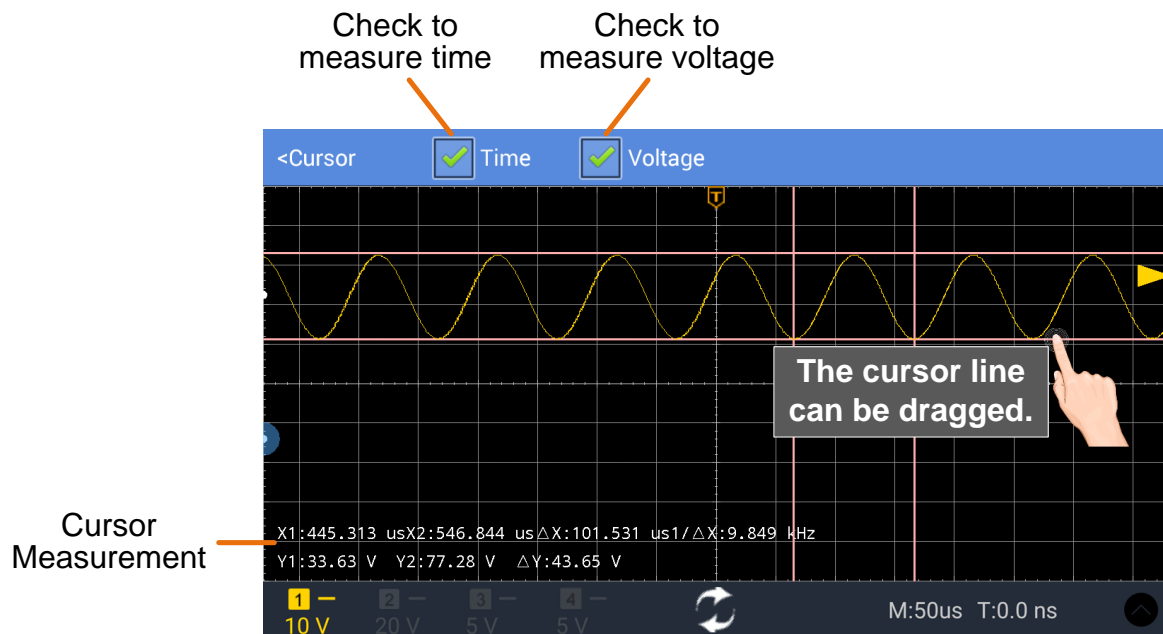 Check to
measure time
Check to
measure voltage
<Cursor
Time
Voltage
T
The cursor line
can be dragged.
Cursor
Measurement
X1:445.313 usX2:546.844 us△X:101.531 us1/△X:9.849 kHz
Y1:33.63 V Y2:77.28 V △Y:43.65 V
1 — 2 — 3 — 4 —
10 V 20 V 5 V 5 V
M:50us T:0.0 ns